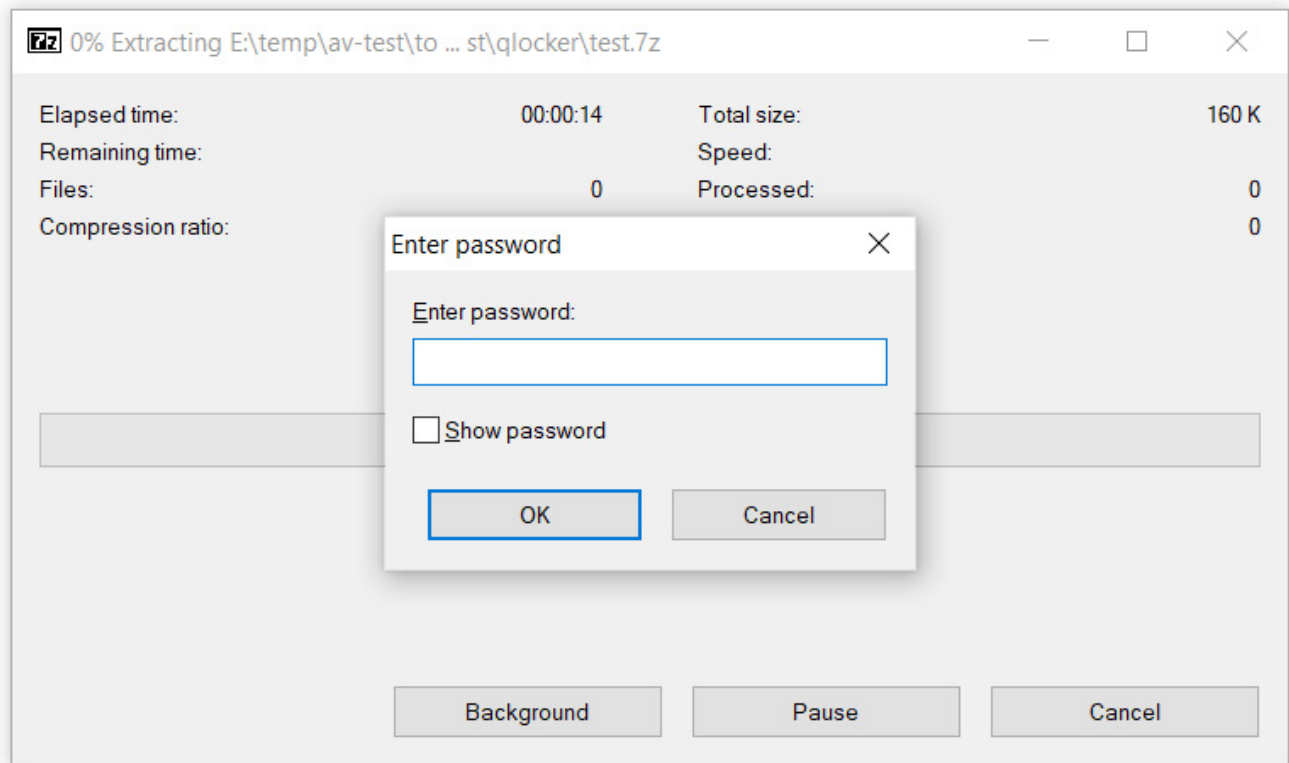 7z 0% Extracting E:\temp\av-test\to ... st\qlocker\test.7z
Elapsed time: 00:00:14 Total size: 160 K
Remaining time: Speed:
Files: 0 Processed: 0
Compression ratio: 0
Enter password
Enter password:
Show password
OK Cancel
Background Pause Cancel